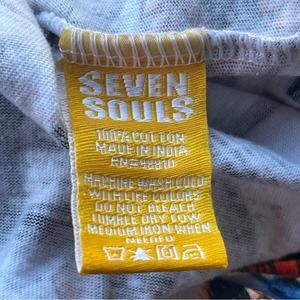 SEVEN
SOULS
100% COTTON
MADE IN INDIA
MACHINE WASH COLD
WITH LIKE COLORS
DO NOT BLEACH
TUMBLE DRY LOW
MEDIUM IRON WHEN
NEEDED